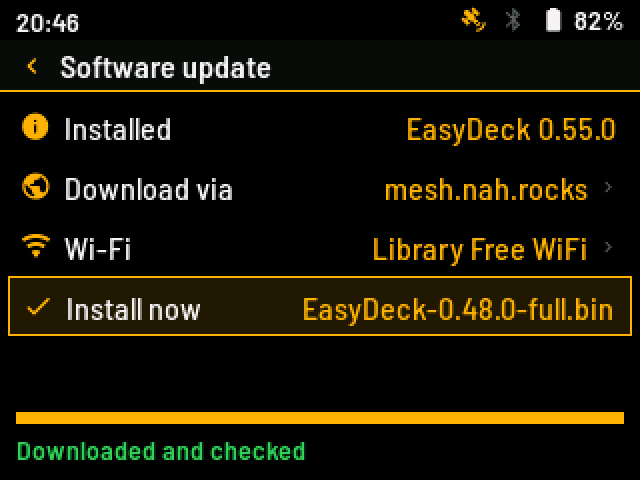 20:46 82%
Software update
Installed EasyDeck 0.55.0
Download via mesh.nah.rocks
Wi-Fi Library Free WiFi
Install now EasyDeck-0.48.0-full.bin
Downloaded and checked